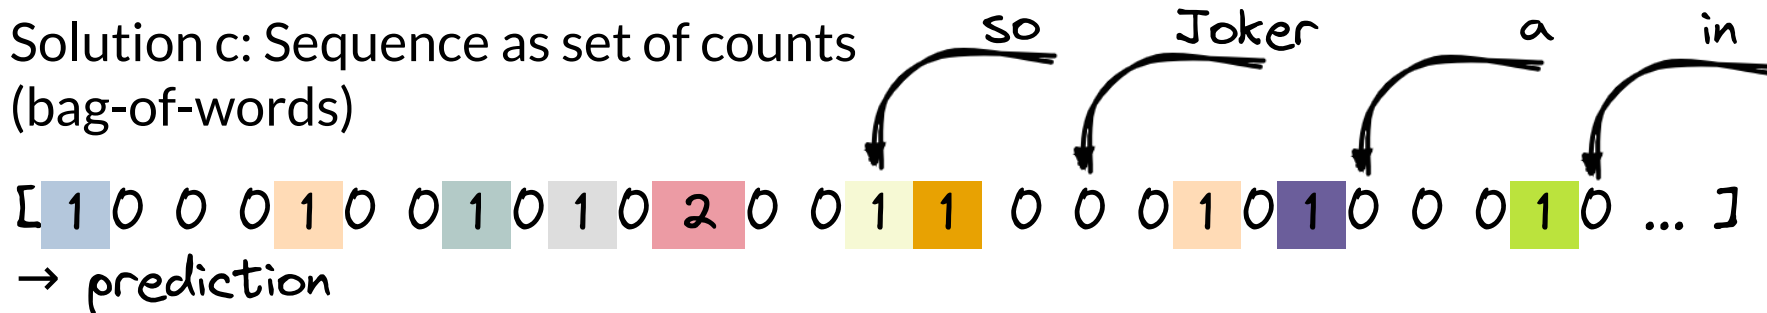 Solution c: Sequence as set of counts
(bag-of-words)
so Joker a in
[ 1 0 0 0 1 0 0 1 0 1 0 2 0 0 1 1 0 0 0 1 0 1 0 0 0 1 0 ... ]
→ prediction